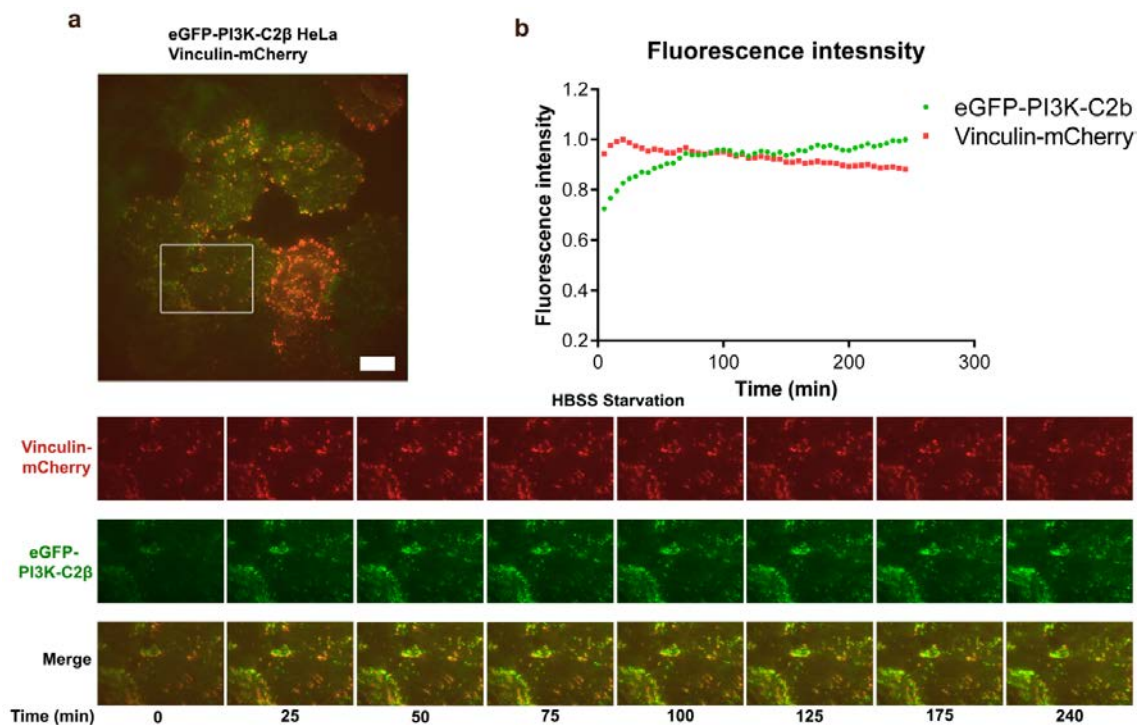 a
eGFP-PI3K-C2β HeLa
Vinculin-mCherry
b
Fluorescence intesnsity
Fluorescence intensity
1.2
1.0
0.8
0.6
0.4
0.2
0
100
200
300
Time (min)
eGFP-PI3K-C2b
Vinculin-mCherry
HBSS Starvation
Vinculin-
mCherry
eGFP-
PI3K-C2β
Merge
Time (min) 0 25 50 75 100 125 175 240